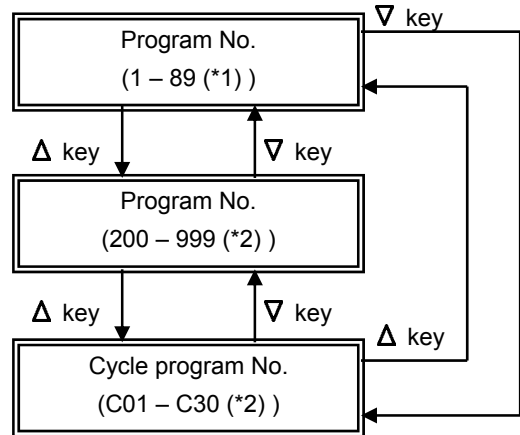 ∇ key
Program No.
(1 – 89 (*1) )
Δ key
∇ key
Program No.
(200 – 999 (*2) )
Δ key
∇ key
Δ key
Cycle program No.
(C01 – C30 (*2) )